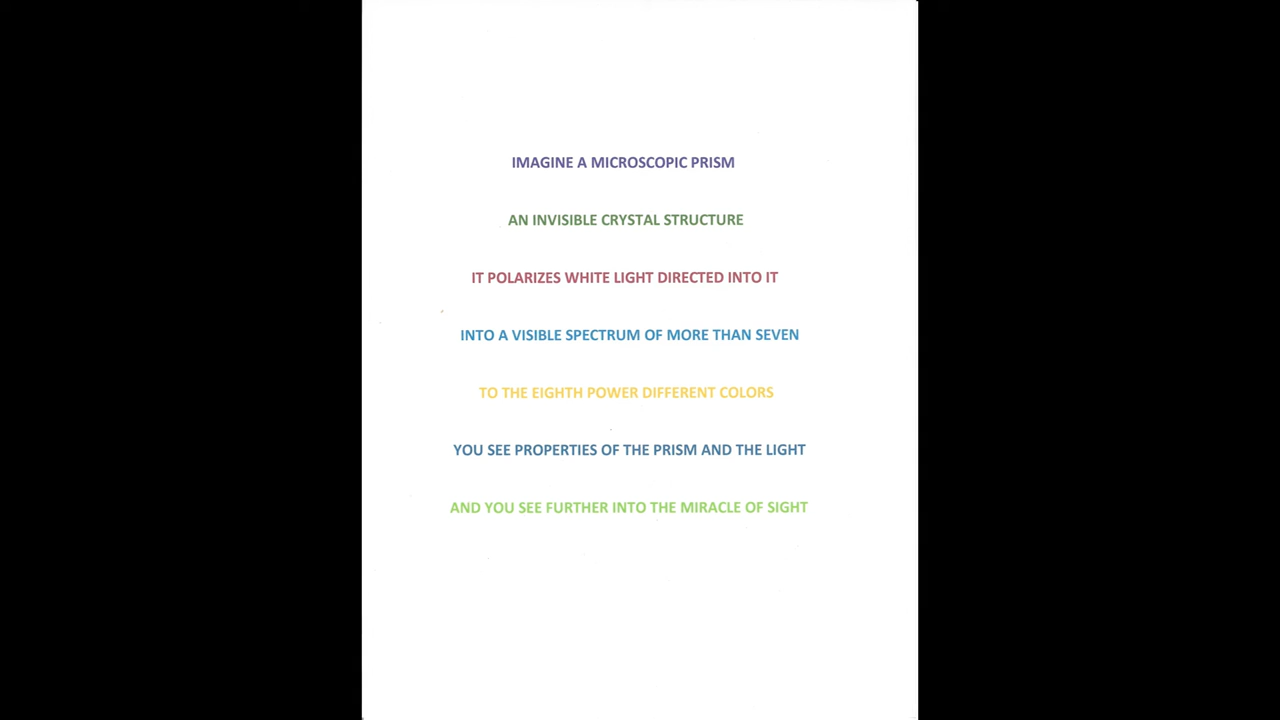 IMAGINE A MICROSCOPIC PRISM
AN INVISIBLE CRYSTAL STRUCTURE
IT POLARIZES WHITE LIGHT DIRECTED INTO IT
INTO A VISIBLE SPECTRUM OF MORE THAN SEVEN
TO THE EIGHTH POWER DIFFERENT COLORS
YOU SEE PROPERTIES OF THE PRISM AND THE LIGHT
AND YOU SEE FURTHER INTO THE MIRACLE OF SIGHT